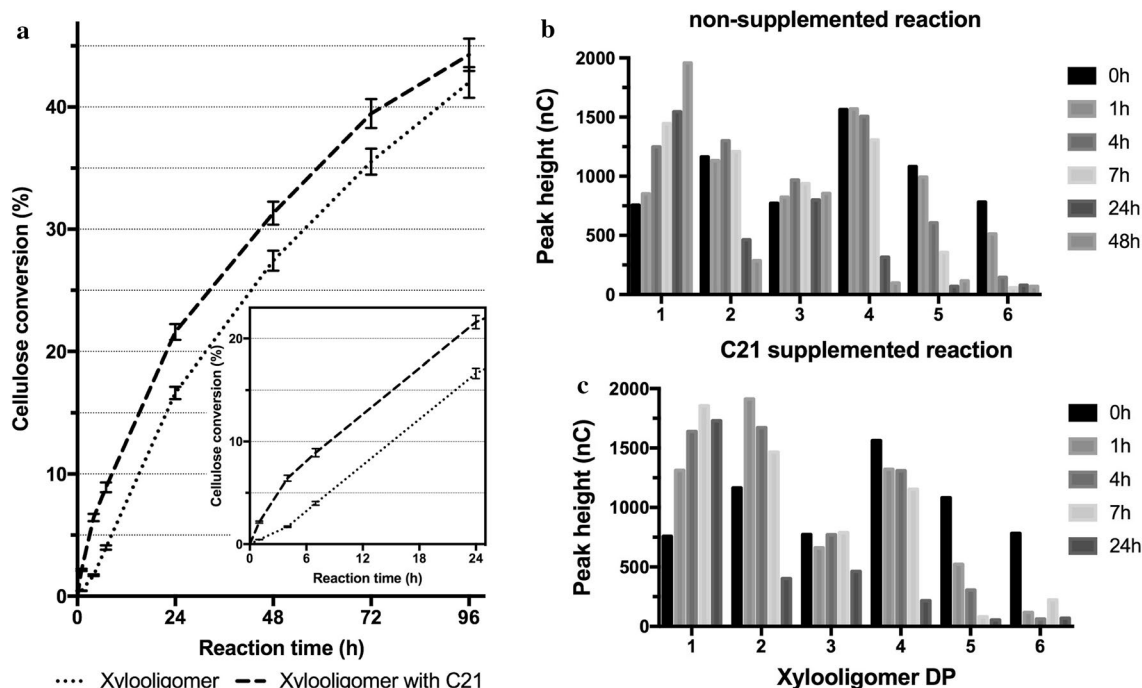 a
Cellulose conversion (%)
40
30
20
10
0
0 24 48 72 96
Reaction time (h)
Cellulose conversion (%)
20
10
0
0 6 12 18 24
Reaction time (h)
Xylooligomer Xylooligomer with C21
b
non-supplemented reaction
Peak height (nC)
2000
1500
1000
500
0
1 2 3 4 5 6
0h
1h
4h
7h
24h
48h
c
C21 supplemented reaction
Peak height (nC)
2000
1500
1000
500
0
1 2 3 4 5 6
Xylooligomer DP
0h
1h
4h
7h
24h